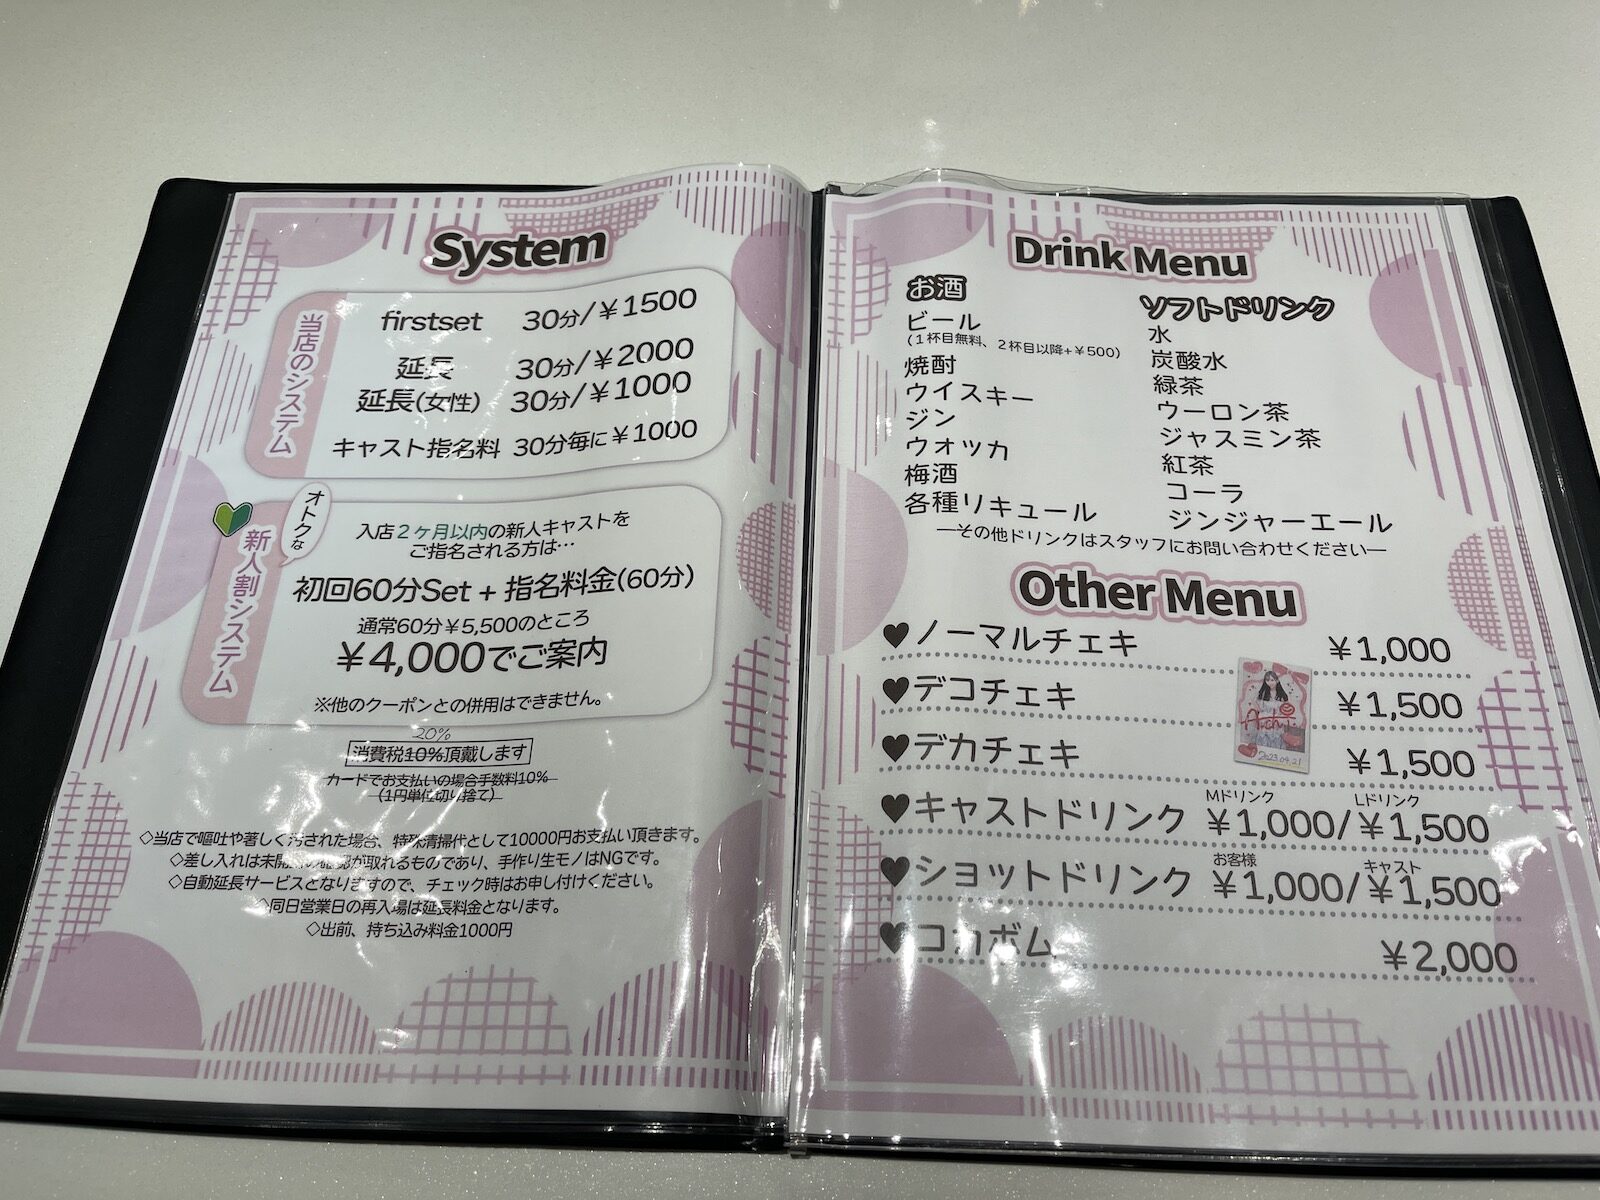 System
当店のシステム
firstset 30分/¥1500
延長 30分/¥2000
延長(女性) 30分/¥1000
キャスト指名料 30分毎に¥1000
オトクな
新人割システム
入店2ヶ月以内の新人キャストを
ご指名される方は…
初回60分Set + 指名料金(60分)
通常60分¥5,500のところ
¥4,000でご案内
※他のクーポンとの併用はできません。
20%
消費税10%頂戴します
カードでお支払いの場合手数料10%
(1円単位切り捨て)
◇当店で嘔吐や著しく汚された場合、特殊清掃代として10000円お支払い頂きます。
◇差し入れは未開封の確認が取れるものであり、手作り生モノはNGです。
◇自動延長サービスとなりますので、チェック時はお申し付けください。
◇同日営業日の再入場は延長料金となります。
◇出前、持ち込み料金1000円
Drink Menu
お酒
ビール
(1杯目無料、2杯目以降+¥500)
焼酎
ウイスキー
ジン
ウォッカ
梅酒
各種リキュール
ソフトドリンク
水
炭酸水
緑茶
ウーロン茶
ジャスミン茶
紅茶
コーラ
ジンジャーエール
―その他ドリンクはスタッフにお問い合わせください―
Other Menu
♥ノーマルチェキ ¥1,000
♥デコチェキ ¥1,500
♥デカチェキ ¥1,500
2023.04.21
Mドリンク Lドリンク
♥キャストドリンク ¥1,000/¥1,500
お客様 キャスト
♥ショットドリンク ¥1,000/¥1,500
♥コカボム ¥2,000